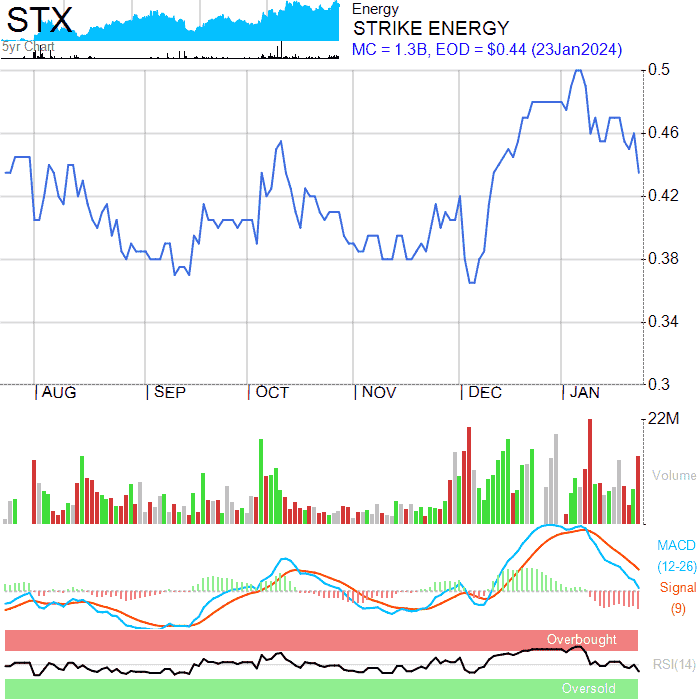 STX
5yr Chart
Energy
STRIKE ENERGY
MC = 1.3B, EOD = $0.44 (23Jan2024)
0.5
0.46
0.42
0.38
0.34
0.3
AUG SEP OCT NOV DEC JAN
22M
Volume
MACD
(12-26)
Signal
(9)
Overbought
RSI(14)
Oversold